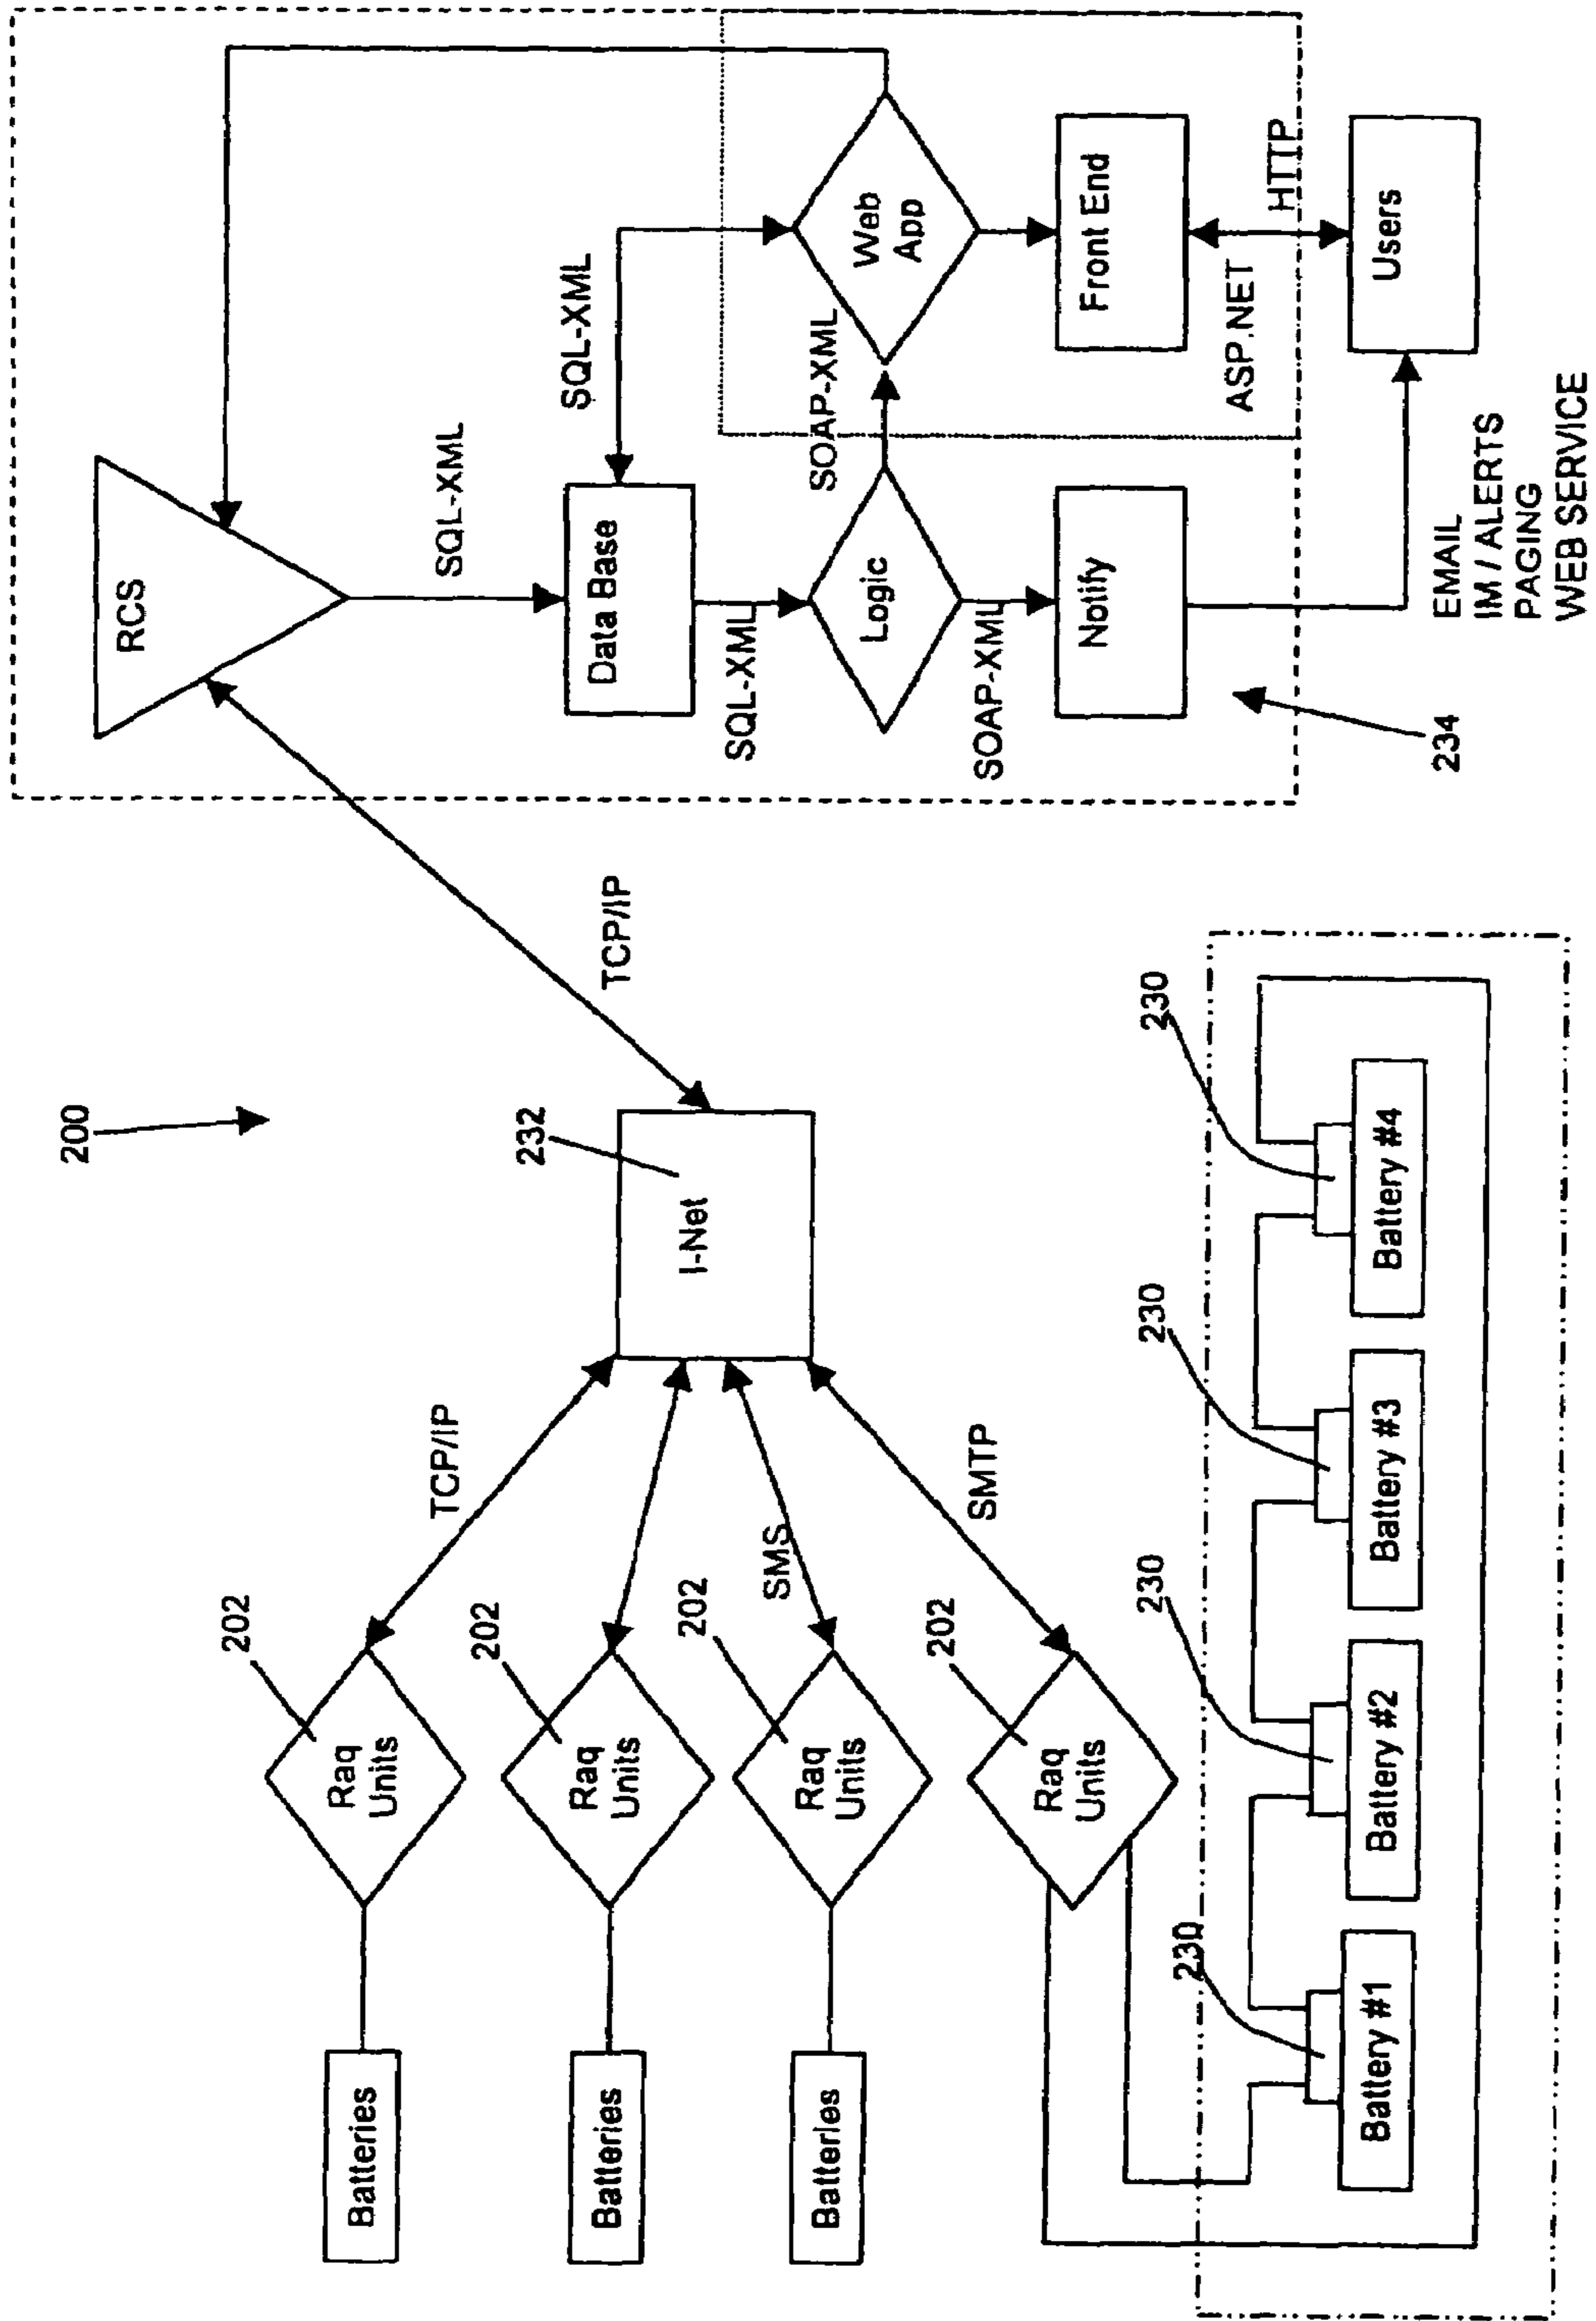 200
Batteries
Raq
Units
202
TCP/IP
Batteries
Raq
Units
202
Batteries
Raq
Units
202
SMS
Raq
Units
202
SMTP
I-Net
232
TCP/IP
RCS
SQL-XML
Data Base
SQL-XML
SQL-XML
Logic
SOAP-XML
Web
App
SOAP-XML
Notify
Front End
ASP.NET
HTTP
Users
234
EMAIL
IM / ALERTS
PAGING
WEB SERVICE
230
230
230
230
Battery #1
Battery #2
Battery #3
Battery #4